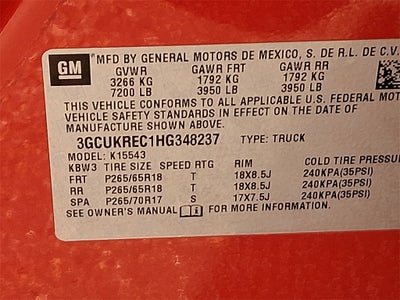 GM MFD BY GENERAL MOTORS DE MEXICO, S. DE R.L. DE C.V.
GVWR GAWR FRT GAWR RR
3266 KG 1792 KG 1792 KG
7200 LB 3950 LB 3950 LB
THIS VEHICLE CONFORMS TO ALL APPLICABLE U.S. FEDERAL MOTOR
VEHICLE SAFETY STANDARDS IN EFFECT ON THE DATE OF
MANUFACTURE SHOWN ABOVE.
3GCUKREC1HG348237 TYPE: TRUCK
MODEL: K15543
KBW3 TIRE SIZE SPEED RTG RIM COLD TIRE PRESSUR
FRT P265/65R18 T 18X8.5J 240KPA(35PSI)
RR P265/65R18 T 18X8.5J 240KPA(35PSI)
SPA P265/70R17 S 17X7.5J 240KPA(35PSI)
SEE OWNER'S MANUAL FOR MORE INFORMATION.